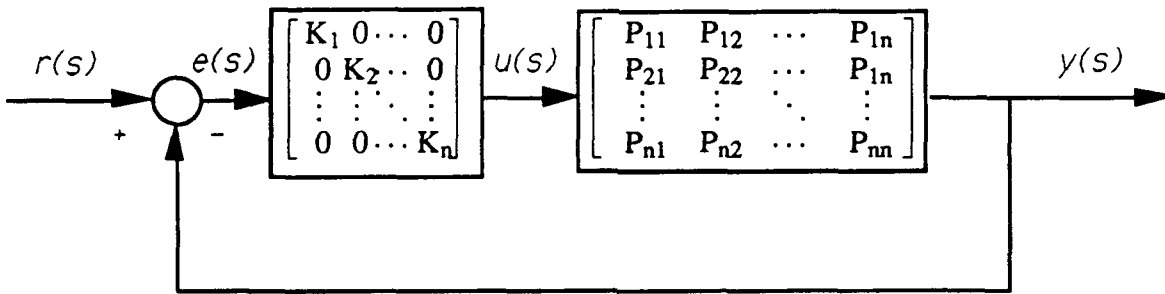 r(s)
+
-
e(s)
K₁ 0 ⋯ 0
0 K₂ ⋯ 0
⋮ ⋮ ⋱ ⋮
0 0 ⋯ Kₙ
u(s)
P₁₁ P₁₂ ⋯ P₁ₙ
P₂₁ P₂₂ ⋯ P₁ₙ
⋮ ⋮ ⋱ ⋮
Pₙ₁ Pₙ₂ ⋯ Pₙₙ
y(s)